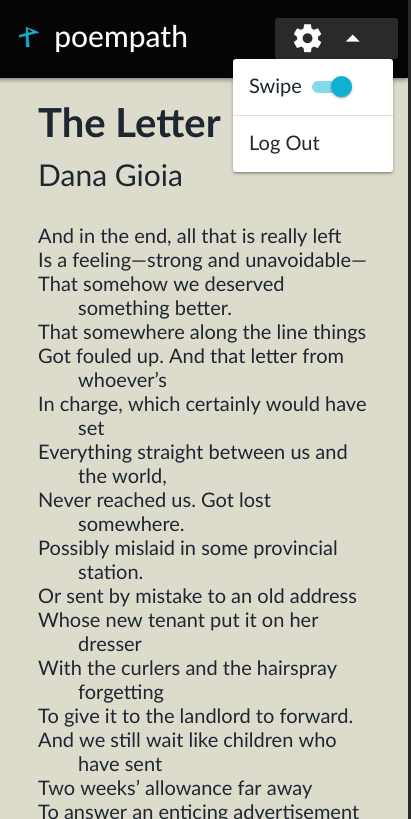 poempath
Swipe
Log Out
The Letter
Dana Gioia
And in the end, all that is really left
Is a feeling—strong and unavoidable—
That somehow we deserved
something better.
That somewhere along the line things
Got fouled up. And that letter from
whoever’s
In charge, which certainly would have
set
Everything straight between us and
the world,
Never reached us. Got lost
somewhere.
Possibly mislaid in some provincial
station.
Or sent by mistake to an old address
Whose new tenant put it on her
dresser
With the curlers and the hairspray
forgetting
To give it to the landlord to forward.
And we still wait like children who
have sent
Two weeks’ allowance far away
To answer an enticing advertisement